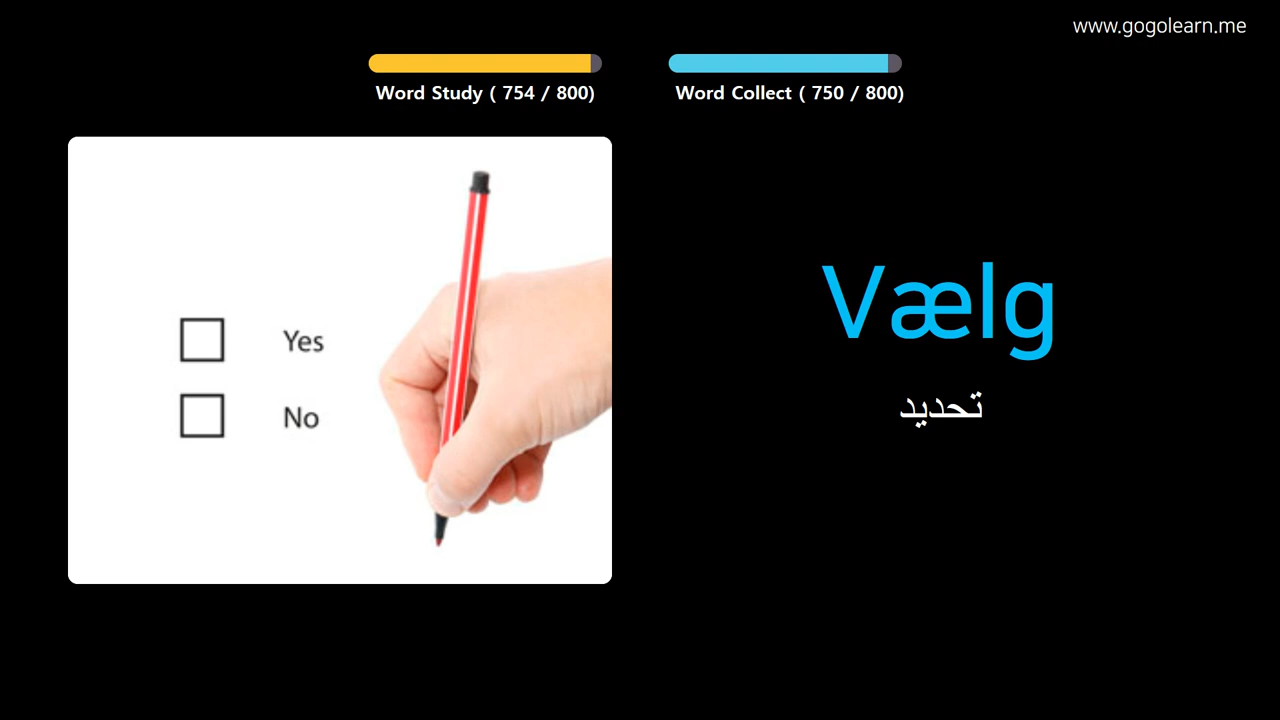 www.gogolearn.me
Word Study ( 754 / 800)
Word Collect ( 750 / 800)
Yes
No
Vælg
تحديد